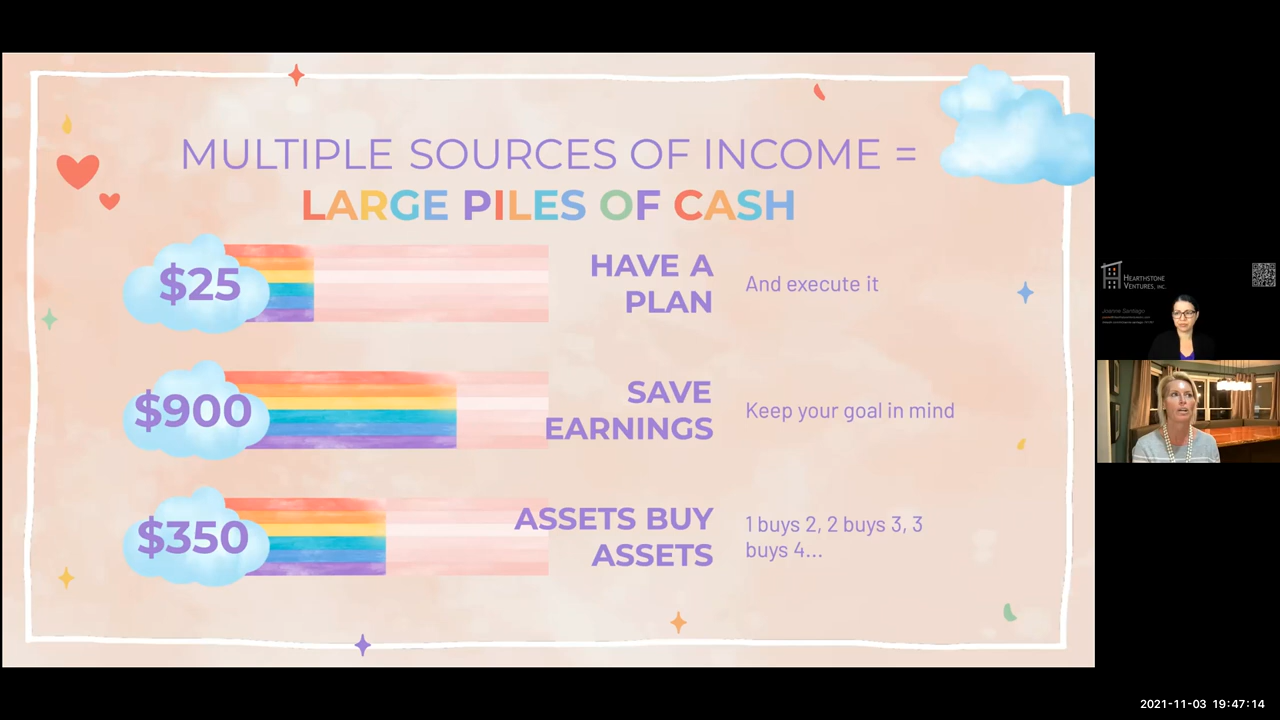 MULTIPLE SOURCES OF INCOME =
LARGE PILES OF CASH
$25
HAVE A
PLAN
And execute it
$900
SAVE
EARNINGS
Keep your goal in mind
$350
ASSETS BUY
ASSETS
1 buys 2, 2 buys 3, 3
buys 4...
HEARTHSTONE
VENTURES, INC.
Joanne Santiago
2021-11-03 19:47:14